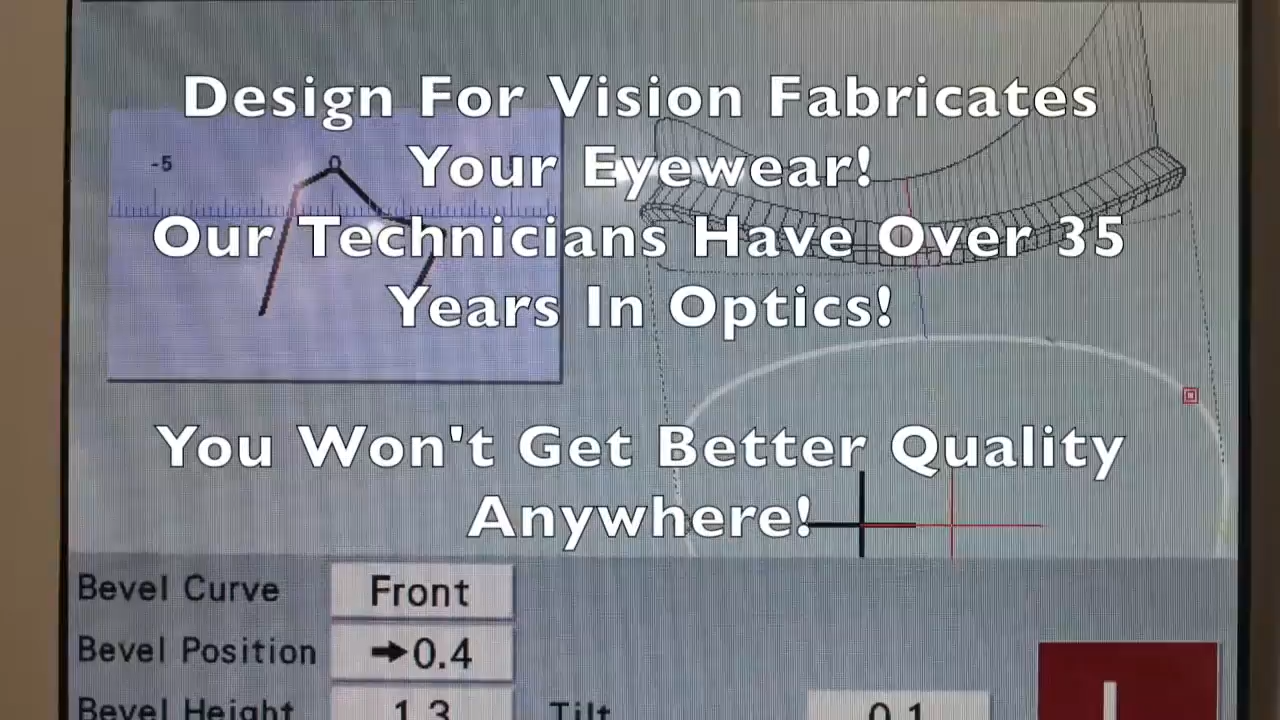 Design For Vision Fabricates
Your Eyewear!
Our Technicians Have Over 35
Years In Optics!
You Won't Get Better Quality
Anywhere!
-5 0
Bevel Curve Front
Bevel Position →0.4
Bevel Height 1.3 Tilt 0.1
L